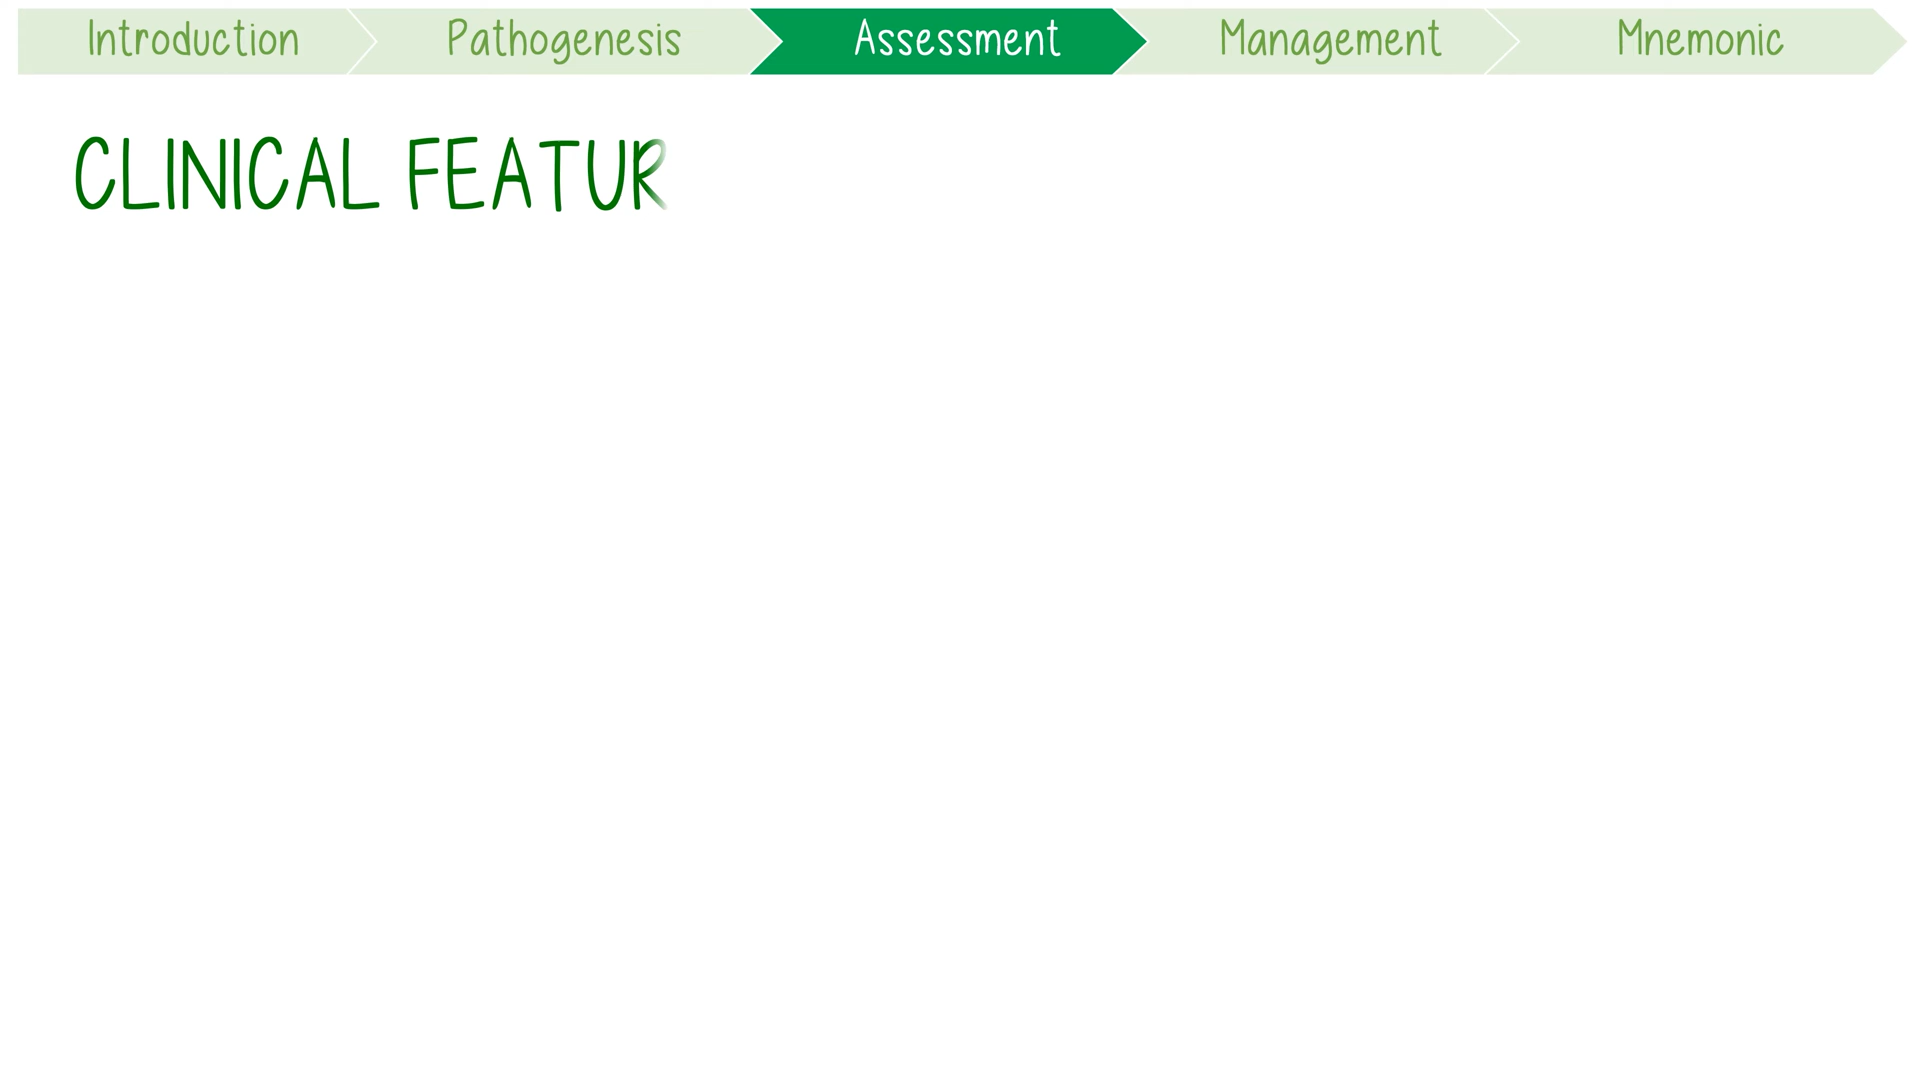 Introduction Pathogenesis Assessment Management Mnemonic
CLINICAL FEATUR